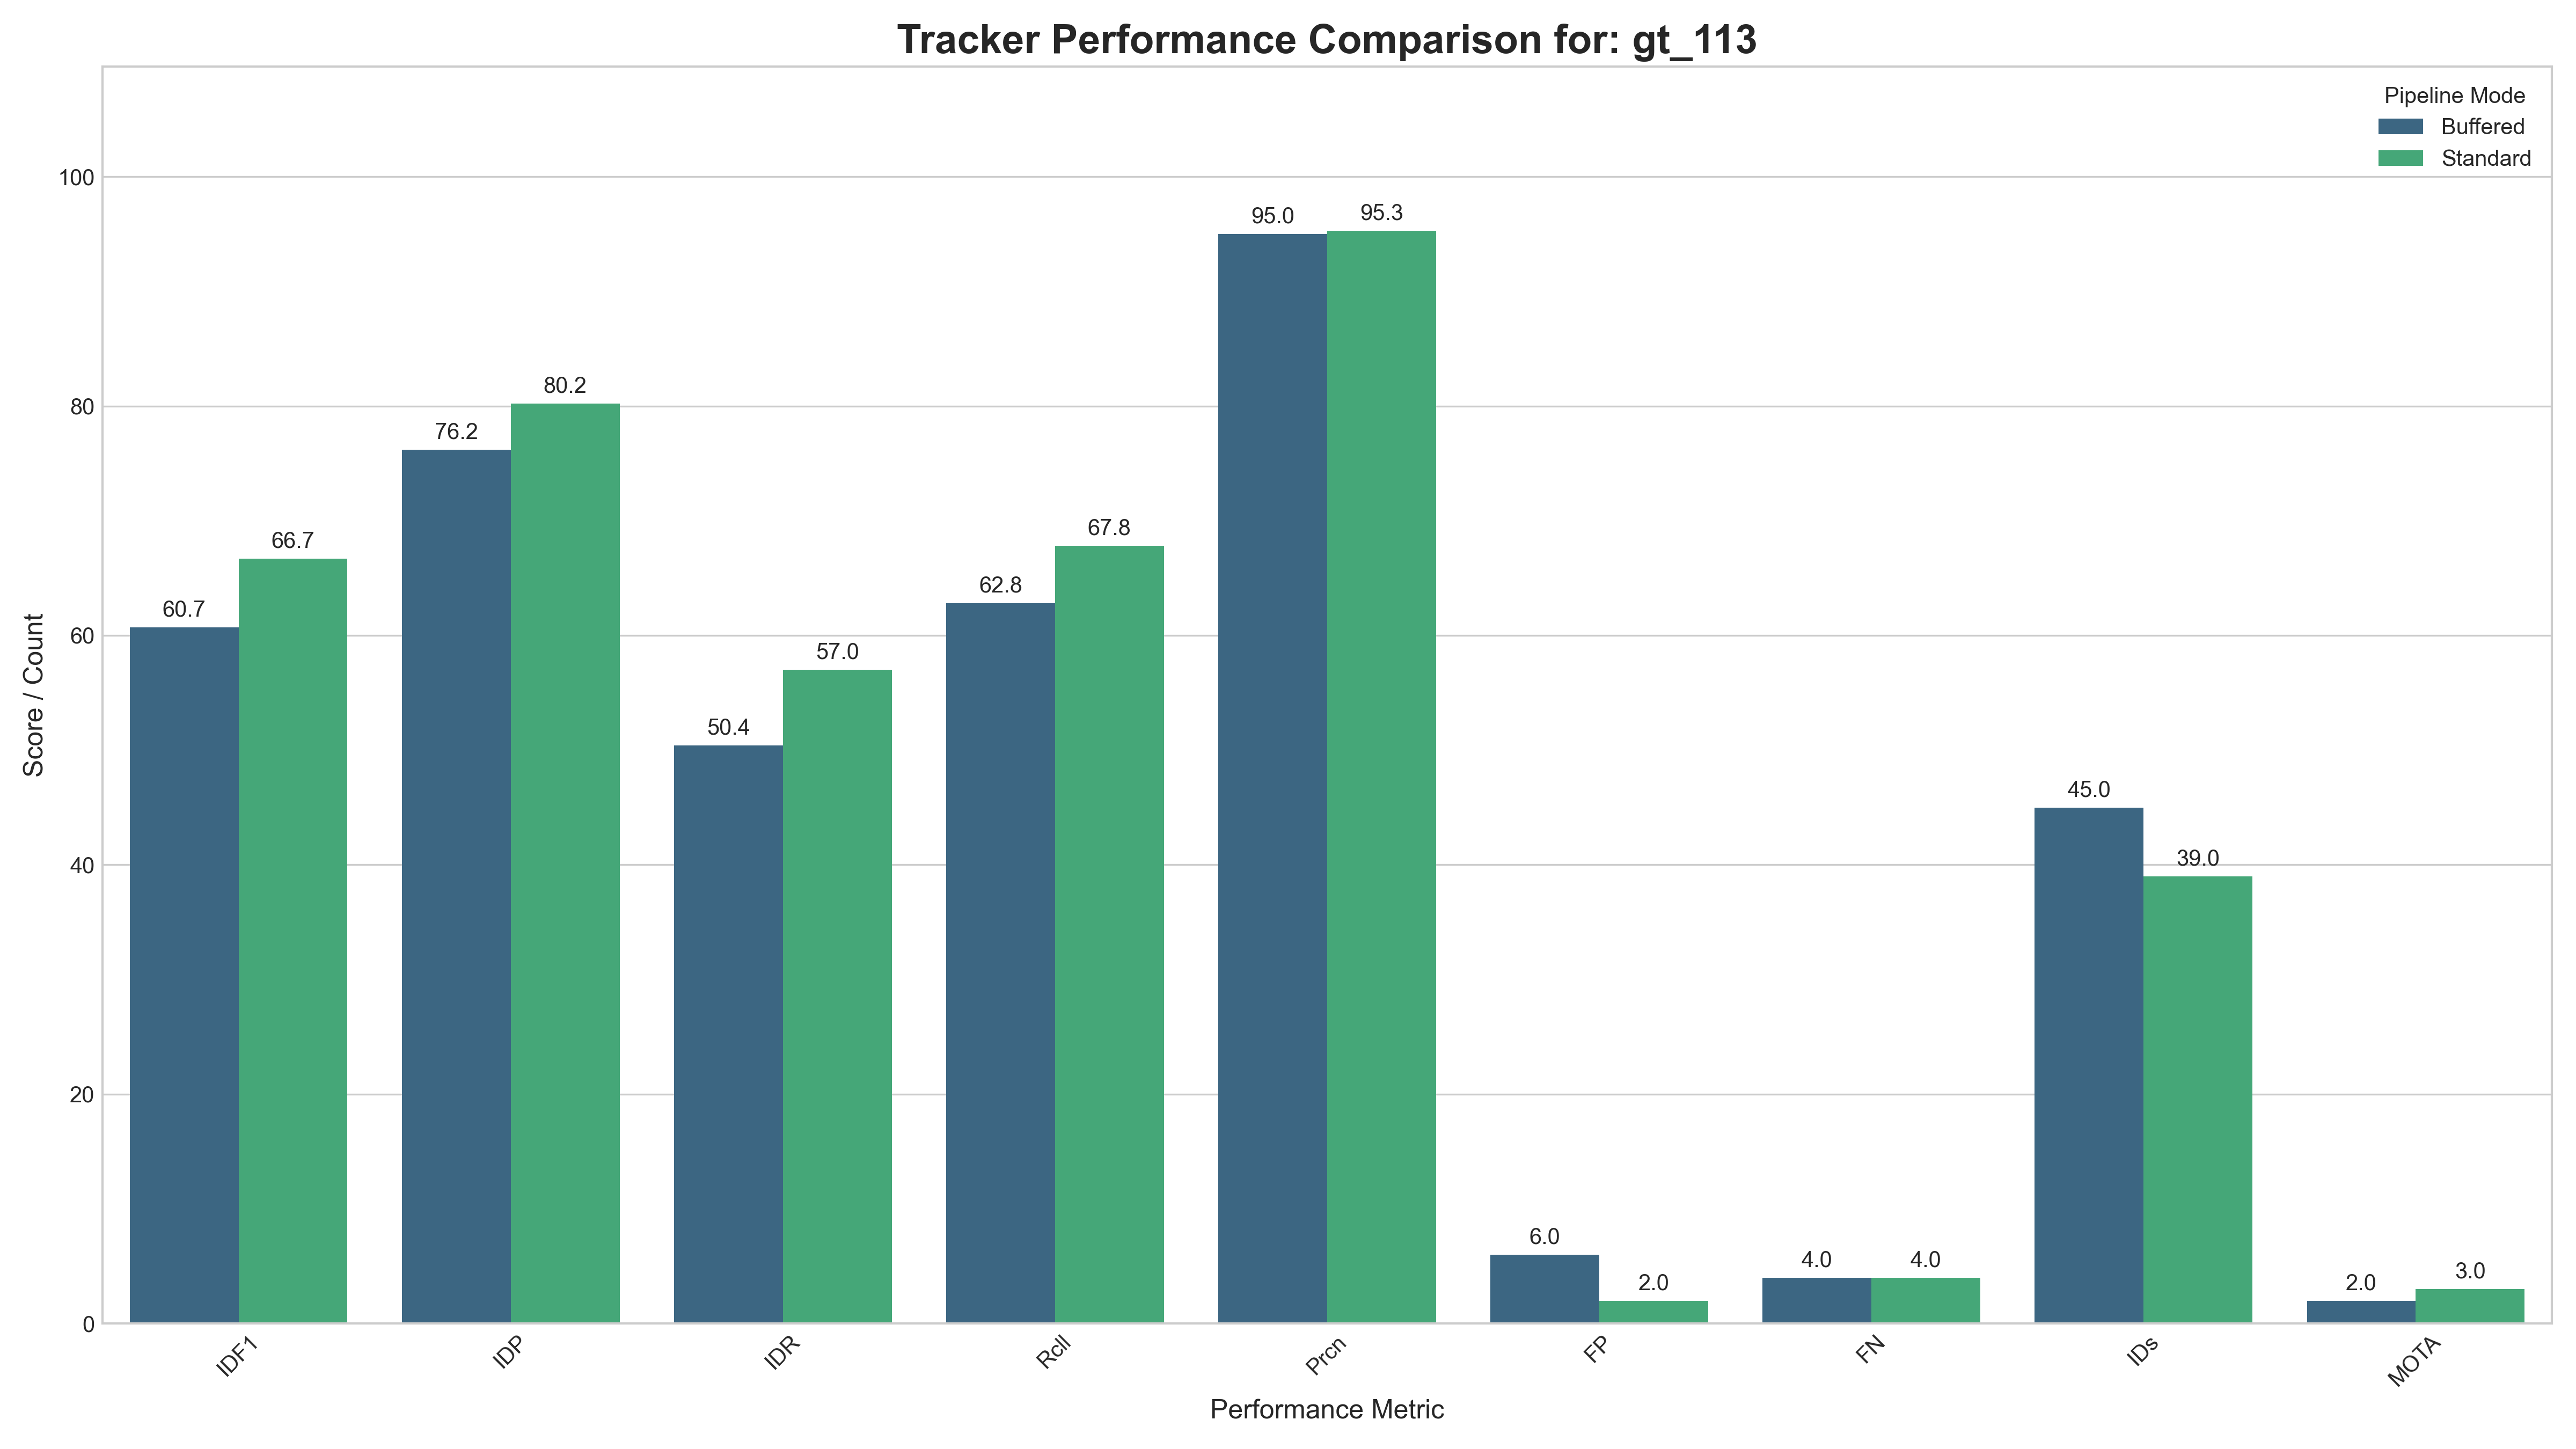 Tracker Performance Comparison for: gt_113
Pipeline Mode
Buffered
Standard
Score / Count
100
80
60
40
20
0
60.7
66.7
76.2
80.2
50.4
57.0
62.8
67.8
95.0
95.3
6.0
2.0
4.0
4.0
45.0
39.0
2.0
3.0
IDF1
IDP
IDR
Rcll
Prcn
FP
FN
IDs
MOTA
Performance Metric